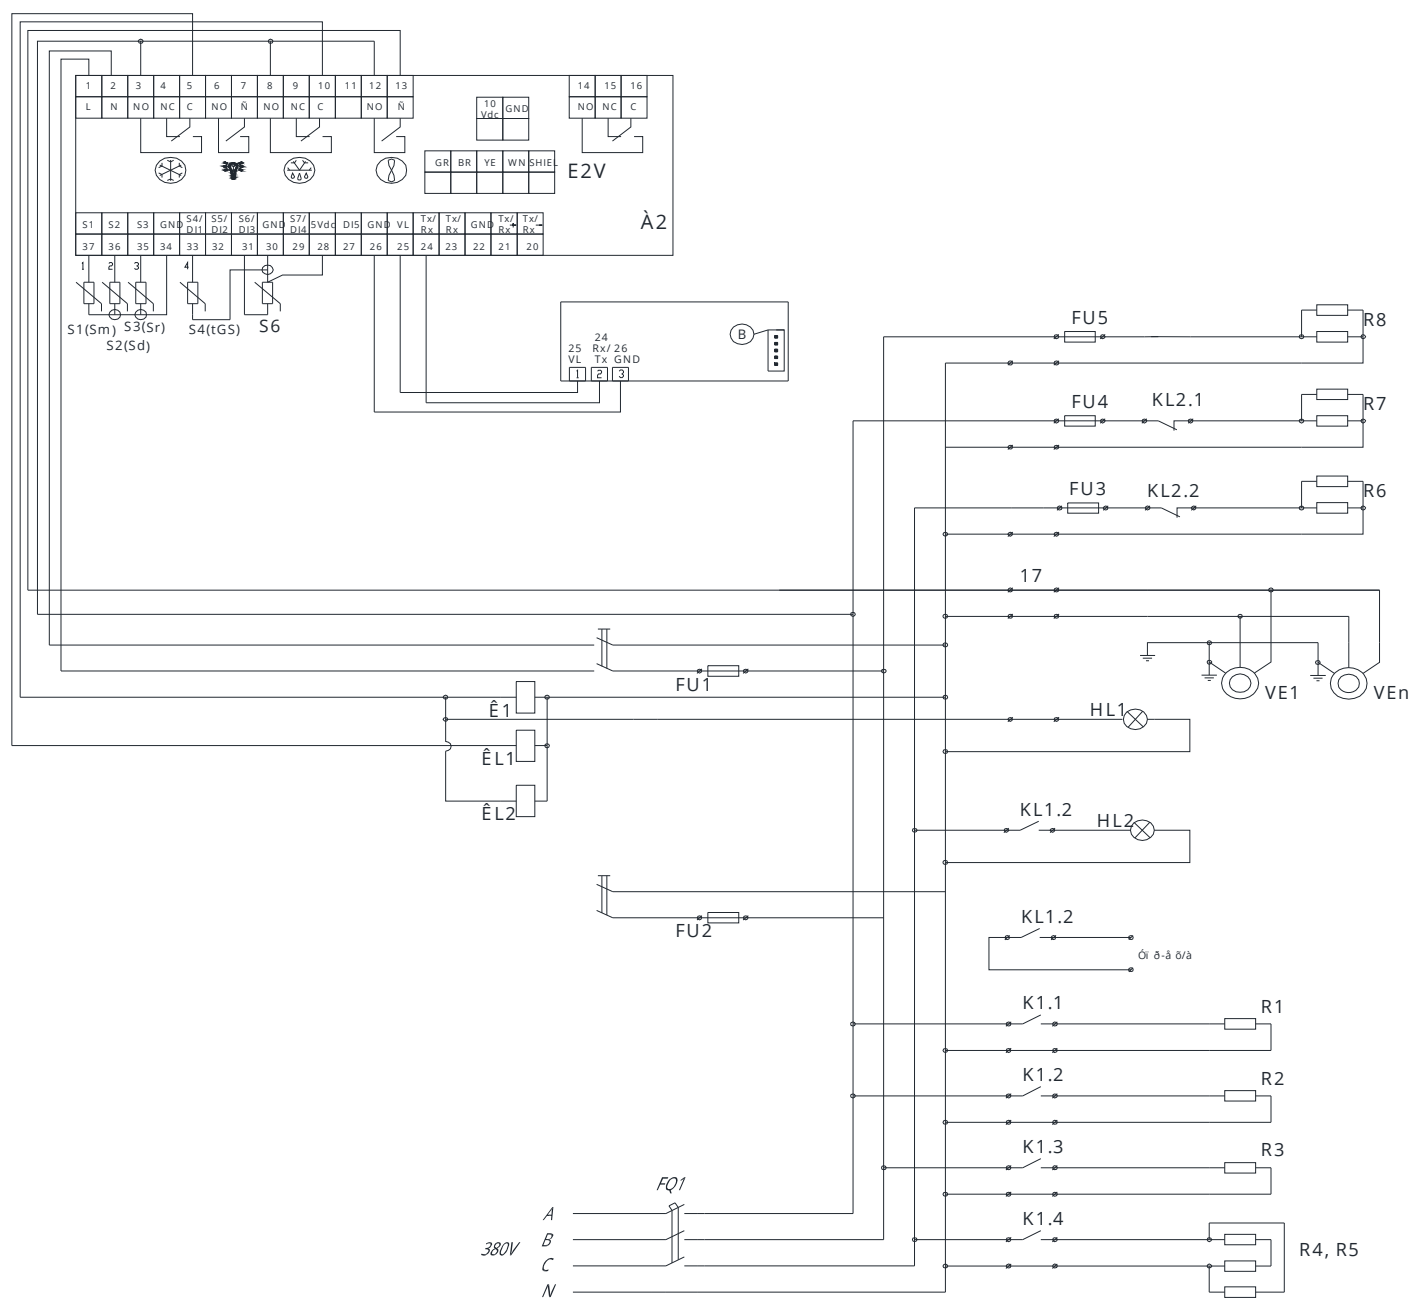 1 2 3 4 5 6 7 8 9 10 11 12 13 14 15 16
L N NO NC C NO Ñ NO NC C NO Ñ NO NC C
10 Vdc GND
GR BR YE WN SHIEL
E2V
À2
S1 S2 S3 GND S4/DI1 S5/DI2 S6/DI3 GND S7/DI4 5Vdc DI5 GND VL Tx/Rx Tx/Rx GND Tx/Rx+ Tx/Rx-
37 36 35 34 33 32 31 30 29 28 27 26 25 24 23 22 21 20
1 2 3 4
S1(Sm) S3(Sr) S4(tGS) S6
S2(Sd)
B
24
25 Rx/ 26
VL Tx GND
1 2 3
FU5 R8
FU4 KL2.1 R7
FU3 KL2.2 R6
17
FU1
VE1 VEn
Ê1
HL1
ÊL1
ÊL2
KL1.2 HL2
FU2
KL1.2
Óï ð-å õ/à
K1.1 R1
K1.2 R2
K1.3 R3
FQ1
K1.4
A
B
380V
C
N
R4, R5